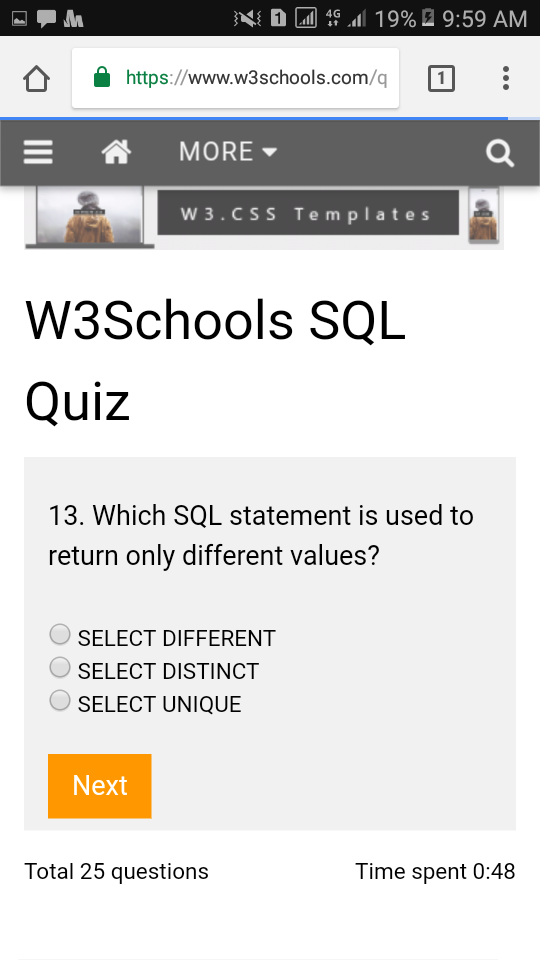 4G 19% 9:59 AM
https://www.w3schools.com/q
1
MORE
W3.CSS Templates
W3Schools SQL
Quiz
13. Which SQL statement is used to
return only different values?
SELECT DIFFERENT
SELECT DISTINCT
SELECT UNIQUE
Next
Total 25 questions
Time spent 0:48